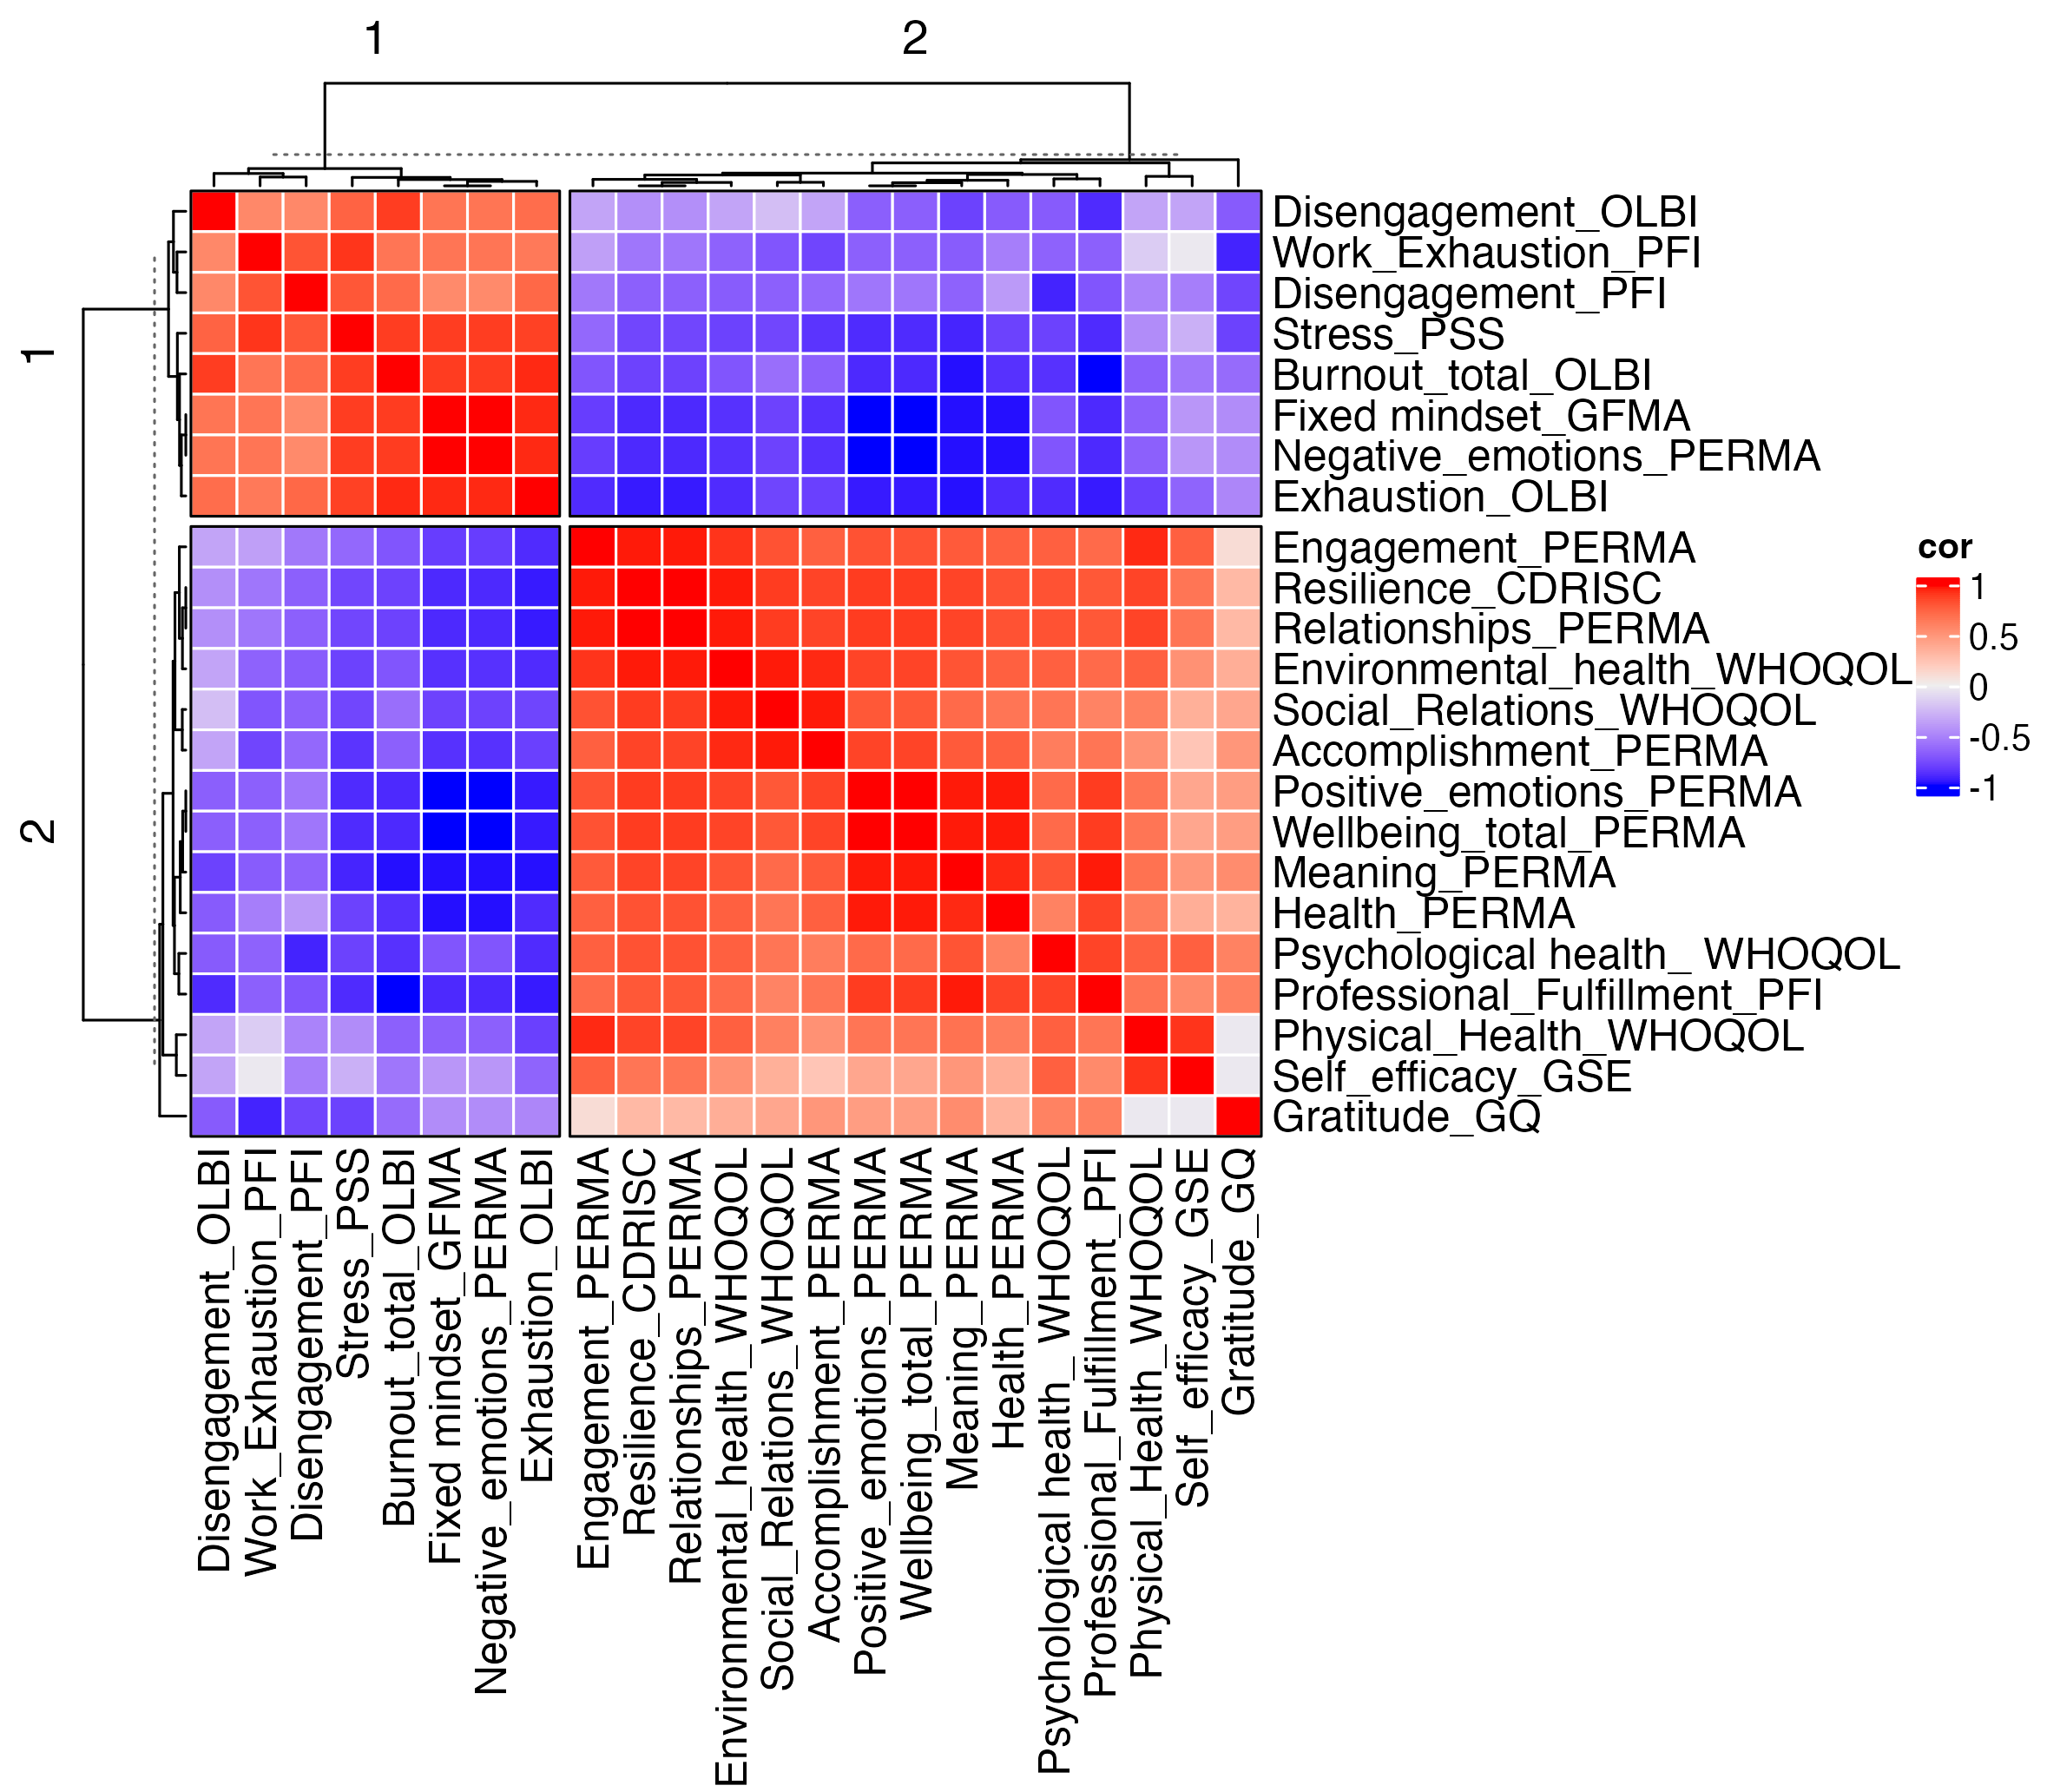 1
2
1
2
Disengagement_OLBI
Work_Exhaustion_PFI
Disengagement_PFI
Stress_PSS
Burnout_total_OLBI
Fixed mindset_GFMA
Negative_emotions_PERMA
Exhaustion_OLBI
Engagement_PERMA
Resilience_CDRISC
Relationships_PERMA
Environmental_health_WHOQOL
Social_Relations_WHOQOL
Accomplishment_PERMA
Positive_emotions_PERMA
Wellbeing_total_PERMA
Meaning_PERMA
Health_PERMA
Psychological health_ WHOQOL
Professional_Fulfillment_PFI
Physical_Health_WHOQOL
Self_efficacy_GSE
Gratitude_GQ
cor
1
0.5
0
-0.5
-1
Disengagement_OLBI
Work_Exhaustion_PFI
Disengagement_PFI
Stress_PSS
Burnout_total_OLBI
Fixed mindset_GFMA
Negative_emotions_PERMA
Exhaustion_OLBI
Engagement_PERMA
Resilience_CDRISC
Relationships_PERMA
Environmental_health_WHOQOL
Social_Relations_WHOQOL
Accomplishment_PERMA
Positive_emotions_PERMA
Wellbeing_total_PERMA
Meaning_PERMA
Health_PERMA
Psychological health_ WHOQOL
Professional_Fulfillment_PFI
Physical_Health_WHOQOL
Self_efficacy_GSE
Gratitude_GQ